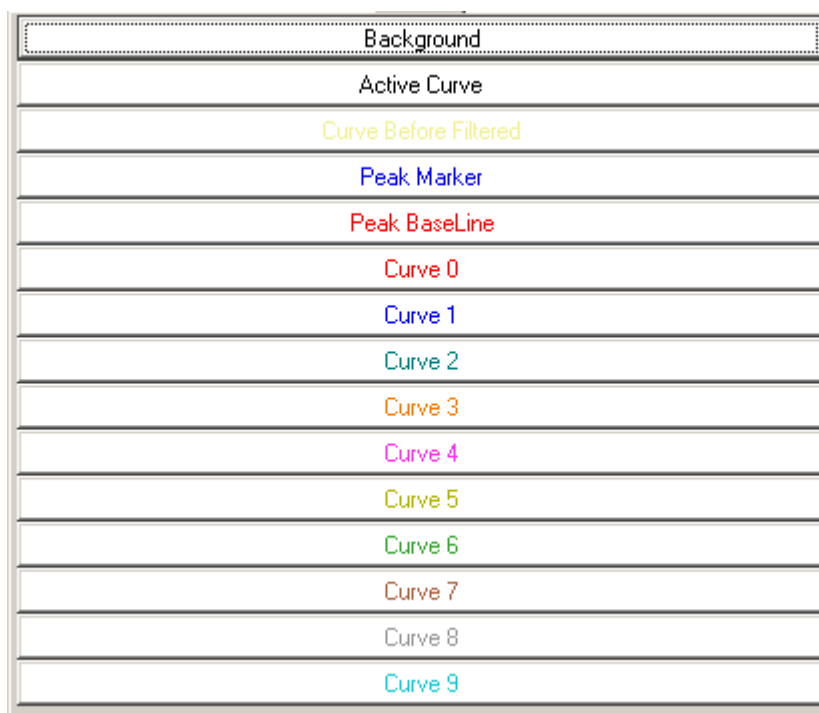 Background
Active Curve
Curve Before Filtered
Peak Marker
Peak BaseLine
Curve 0
Curve 1
Curve 2
Curve 3
Curve 4
Curve 5
Curve 6
Curve 7
Curve 8
Curve 9